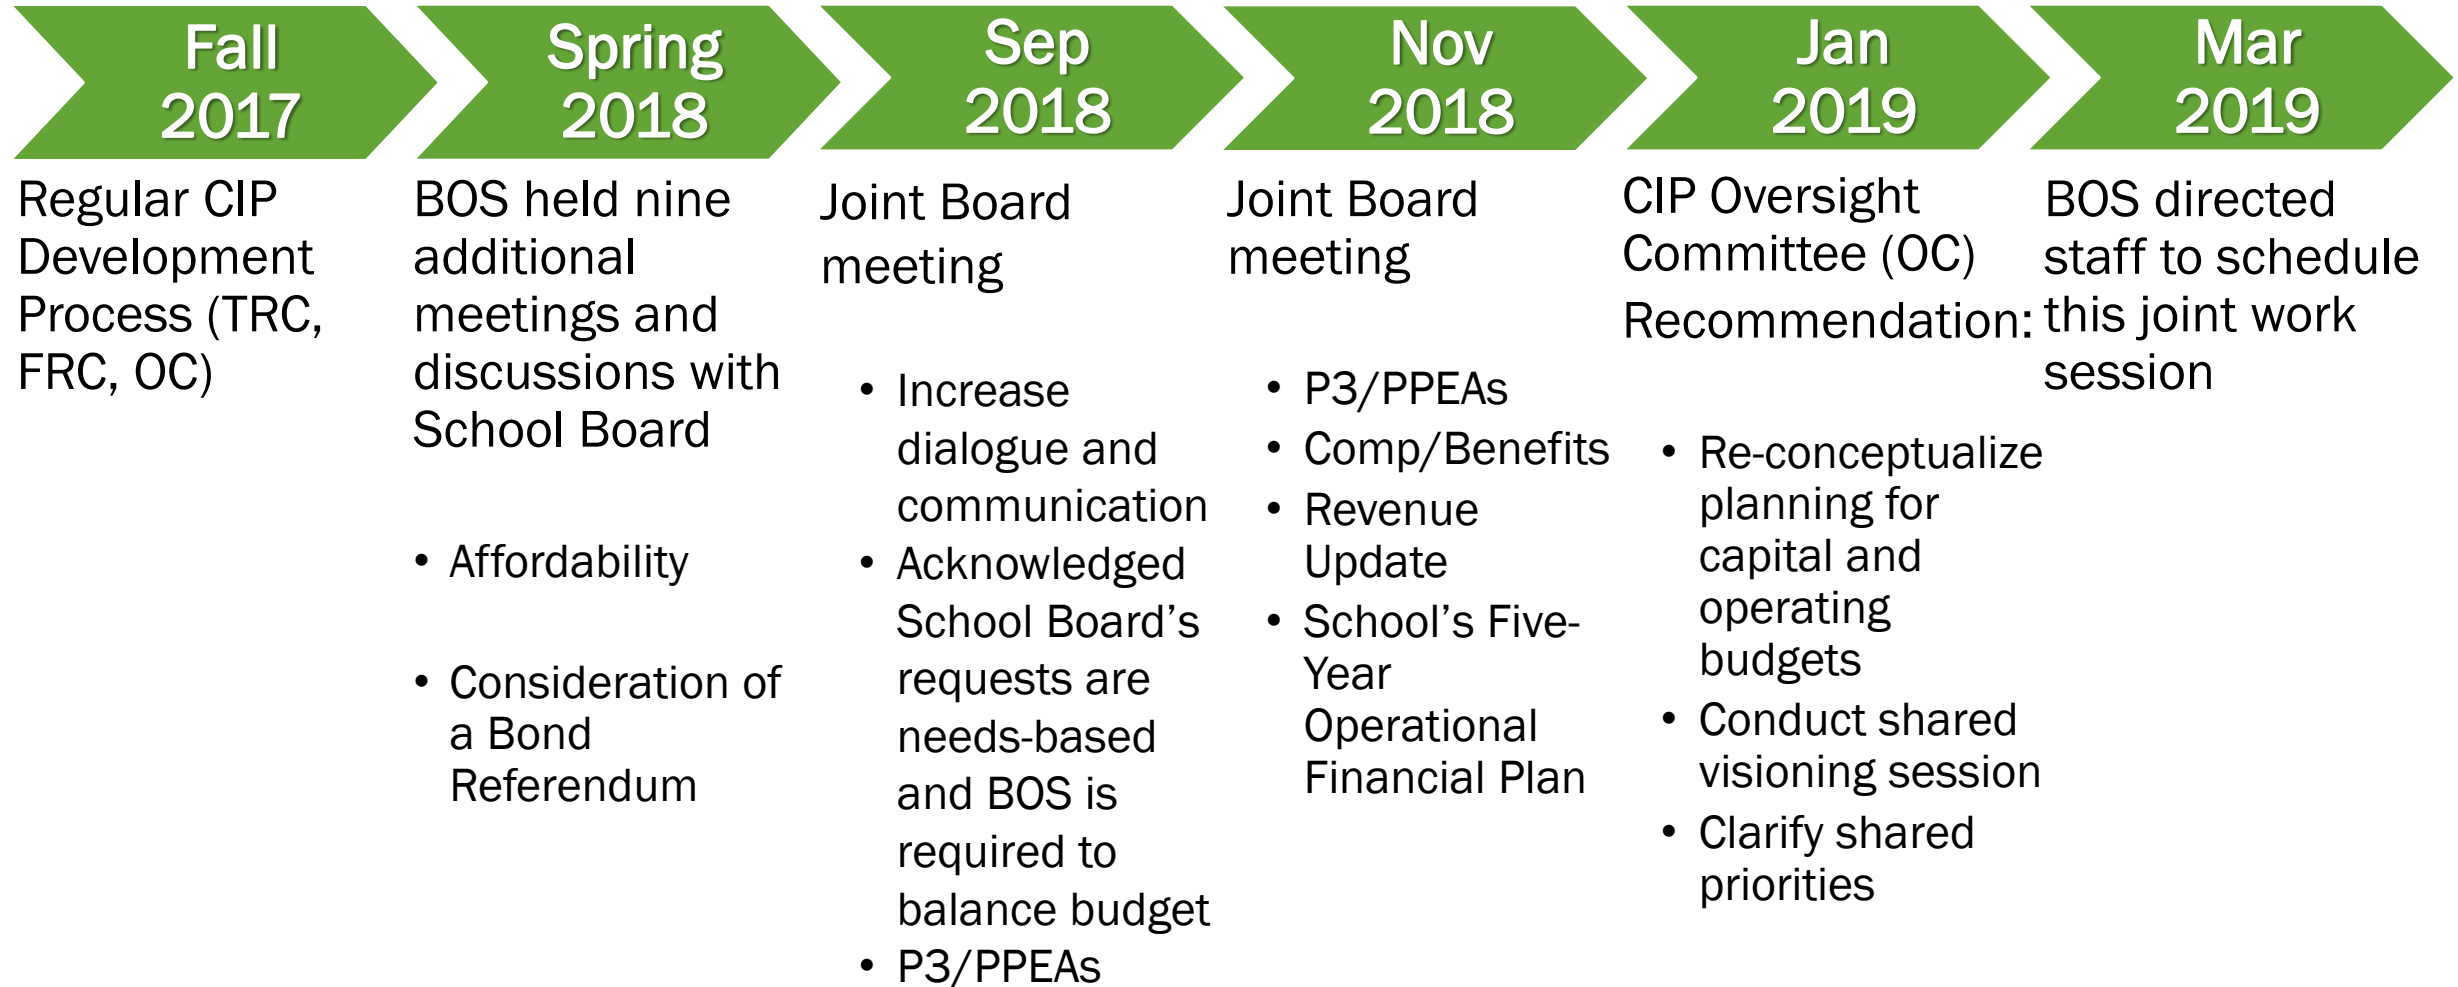 Fall
2017
Spring
2018
Sep
2018
Nov
2018
Jan
2019
Mar
2019
Regular CIP
Development
Process (TRC,
FRC, OC)
BOS held nine
additional
meetings and
discussions with
School Board
• Affordability
• Consideration of
a Bond
Referendum
Joint Board
meeting
• Increase
dialogue and
communication
• Acknowledged
School Board’s
requests are
needs-based
and BOS is
required to
balance budget
• P3/PPEAs
Joint Board
meeting
• P3/PPEAs
• Comp/Benefits
• Revenue
Update
• School’s Five-
Year
Operational
Financial Plan
CIP Oversight
Committee (OC)
Recommendation:
• Re-conceptualize
planning for
capital and
operating
budgets
• Conduct shared
visioning session
• Clarify shared
priorities
BOS directed
staff to schedule
this joint work
session